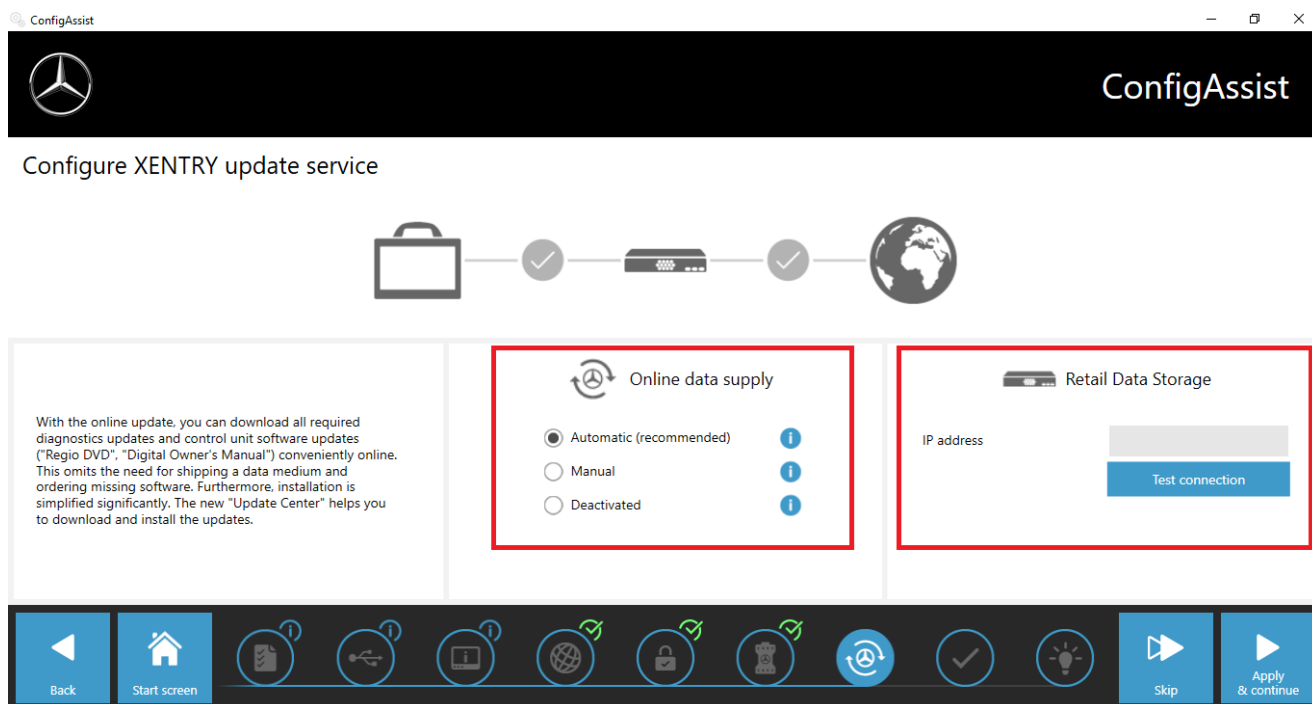 ConfigAssist
ConfigAssist
Configure XENTRY update service
With the online update, you can download all required
diagnostics updates and control unit software updates
("Regio DVD", "Digital Owner's Manual") conveniently online.
This omits the need for shipping a data medium and
ordering missing software. Furthermore, installation is
simplified significantly. The new "Update Center" helps you
to download and install the updates.
Online data supply
Automatic (recommended)
Manual
Deactivated
Retail Data Storage
IP address
Test connection
Back
Start screen
Skip
Apply
& continue